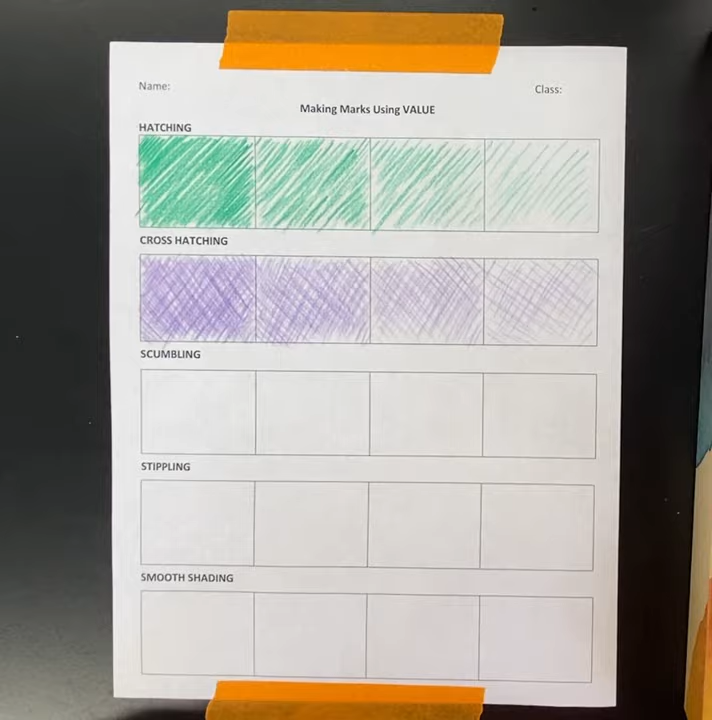 Name:
Class:
Making Marks Using VALUE
HATCHING
CROSS HATCHING
SCUMBLING
STIPPLING
SMOOTH SHADING